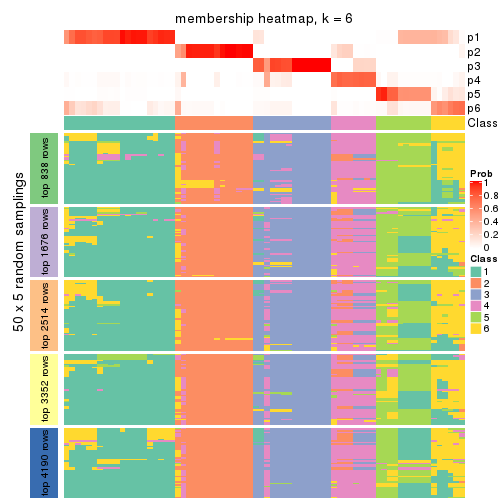 membership heatmap, k = 6
p1
p2
p3
p4
p5
p6
Class
50 x 5 random samplings
top 838 rows
top 1676 rows
top 2514 rows
top 3352 rows
top 4190 rows
Prob
1
0.8
0.6
0.4
0.2
0
Class
1
2
3
4
5
6